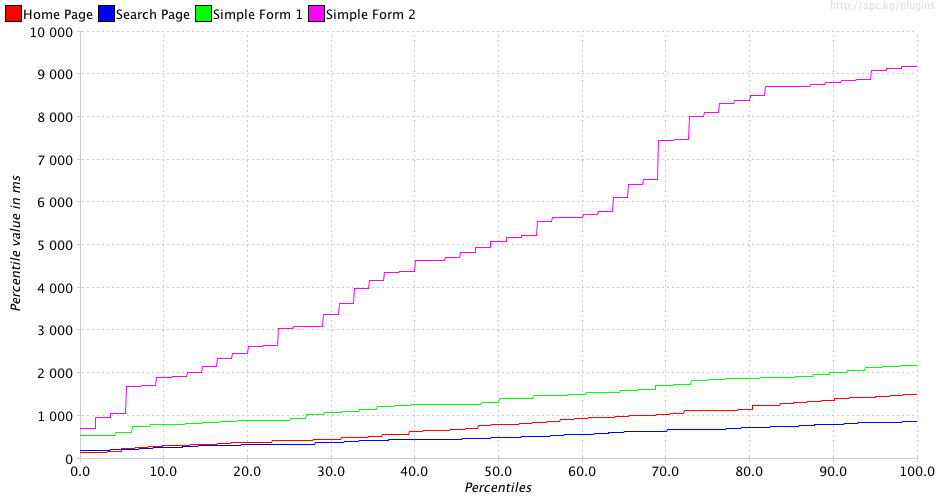 http://apc.kg/plugins
Home Page Search Page Simple Form 1 Simple Form 2
10 000
9 000
8 000
7 000
6 000
5 000
4 000
3 000
2 000
1 000
0
Percentile value in ms
0.0 10.0 20.0 30.0 40.0 50.0 60.0 70.0 80.0 90.0 100.0
Percentiles